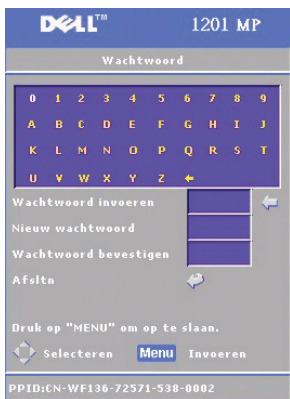 DELL™ 1201 MP
Wachtwoord
0 1 2 3 4 5 6 7 8 9
A B C D E F G H I J
K L M N O P Q R S T
U V W X Y Z ←
Wachtwoord invoeren
Nieuw wachtwoord
Wachtwoord bevestigen
Afsltn
Druk op "MENU" om op te slaan.
Selecteren Menu Invoeren
PPID:CN-WF136-72571-538-0002